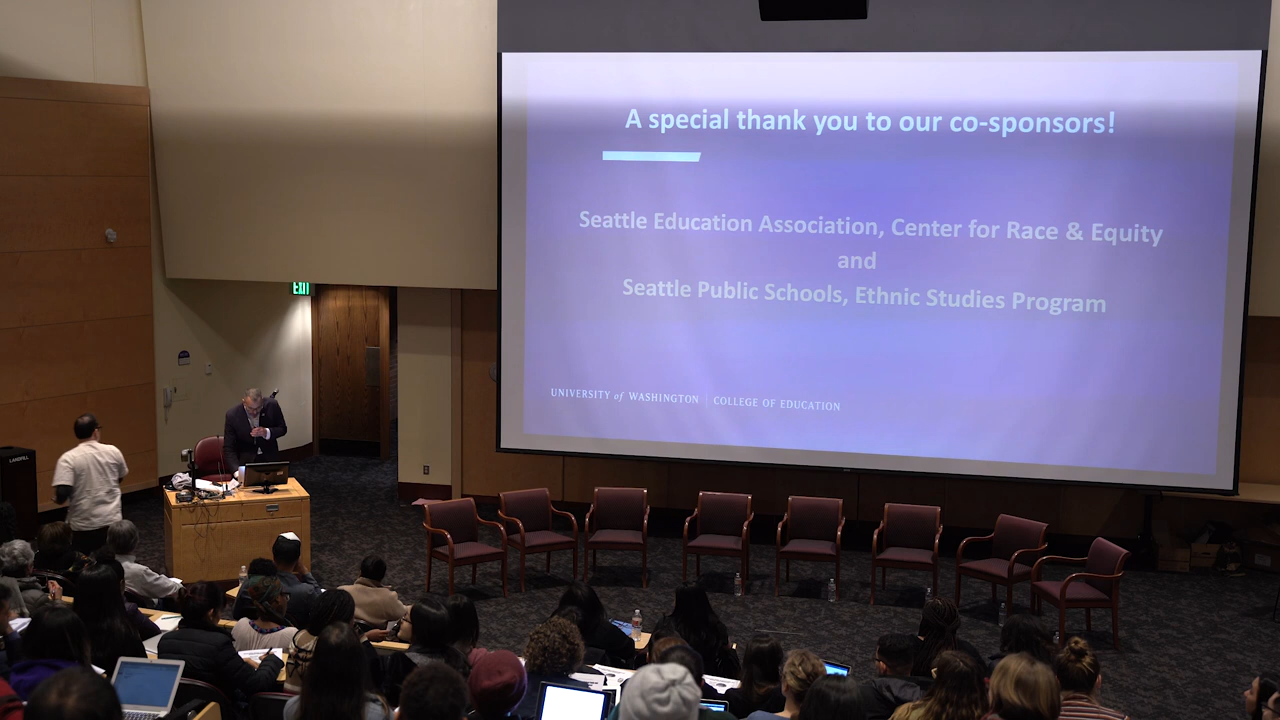 A special thank you to our co-sponsors!
Seattle Education Association, Center for Race & Equity
and
Seattle Public Schools, Ethnic Studies Program
UNIVERSITY of WASHINGTON | COLLEGE OF EDUCATION
EXIT
LANDFILL